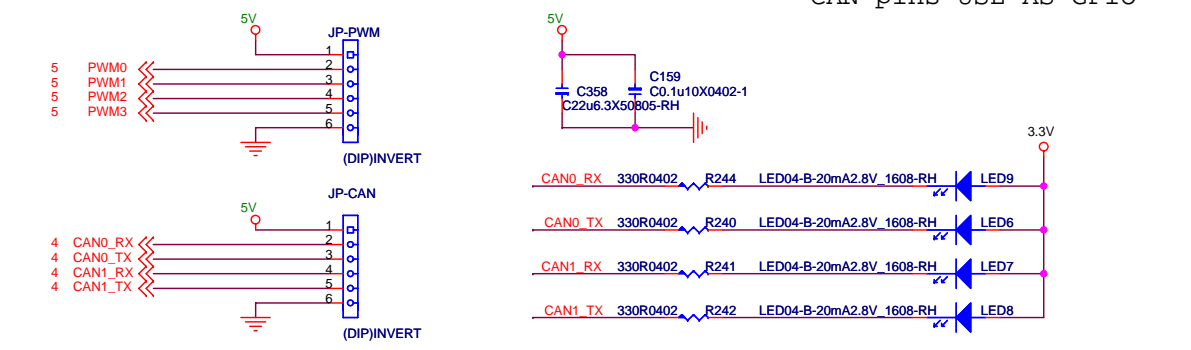 CAN pins USE AS GPIO
5V
JP-PWM
1
5 PWM0 2
5 PWM1 3
5 PWM2 4
5 PWM3 5
6
(DIP)INVERT
5V
C159
C358 C0.1u10X0402-1
C22u6.3X50805-RH
3.3V
CAN0_RX 330R0402 R244 LED04-B-20mA2.8V_1608-RH LED9
CAN0_TX 330R0402 R240 LED04-B-20mA2.8V_1608-RH LED6
CAN1_RX 330R0402 R241 LED04-B-20mA2.8V_1608-RH LED7
CAN1_TX 330R0402 R242 LED04-B-20mA2.8V_1608-RH LED8
JP-CAN
5V
1
4 CAN0_RX 2
4 CAN0_TX 3
4 CAN1_RX 4
4 CAN1_TX 5
6
(DIP)INVERT